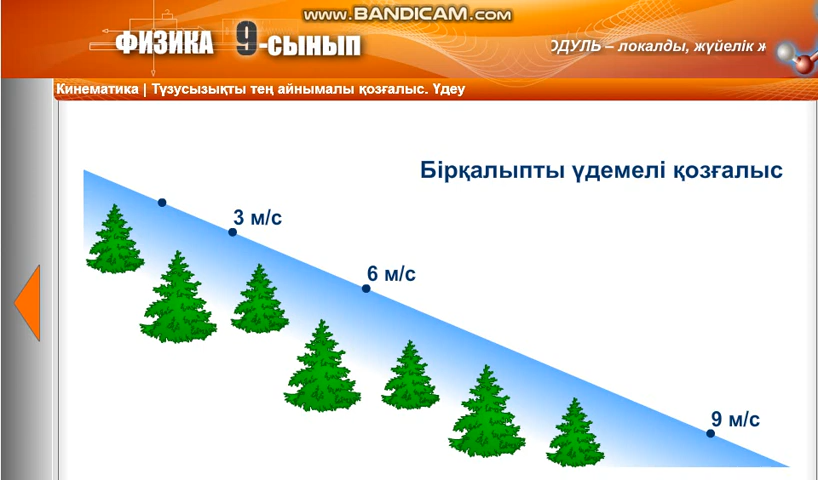 www.BANDICAM.com
ФИЗИКА 9-сынып
ОДУЛЬ – локалды, жүйелік ж
Кинематика | Түзусызықты тең айнымалы қозғалыс. Үдеу
Бірқалыпты үдемелі қозғалыс
3 м/с
6 м/с
9 м/с